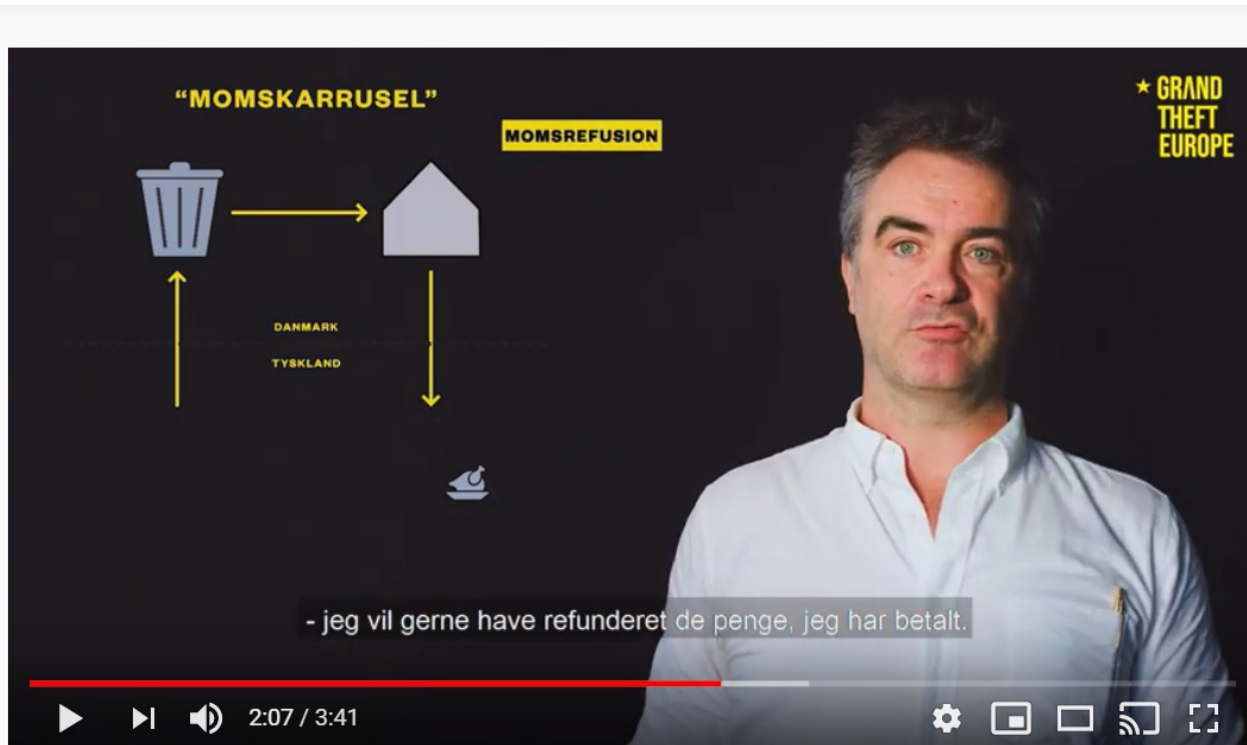 “MOMSKARRUSEL”
MOMSREFUSION
★ GRAND
THEFT
EUROPE
DANMARK
TYSKLAND
- jeg vil gerne have refunderet de penge, jeg har betalt.
2:07 / 3:41